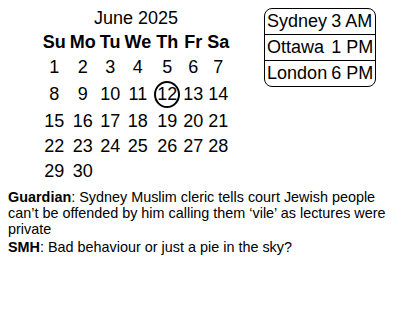 June 2025
Su Mo Tu We Th Fr Sa
1 2 3 4 5 6 7
8 9 10 11 12 13 14
15 16 17 18 19 20 21
22 23 24 25 26 27 28
29 30
Sydney 3 AM
Ottawa 1 PM
London 6 PM
Guardian: Sydney Muslim cleric tells court Jewish people
can’t be offended by him calling them ‘vile’ as lectures were
private
SMH: Bad behaviour or just a pie in the sky?